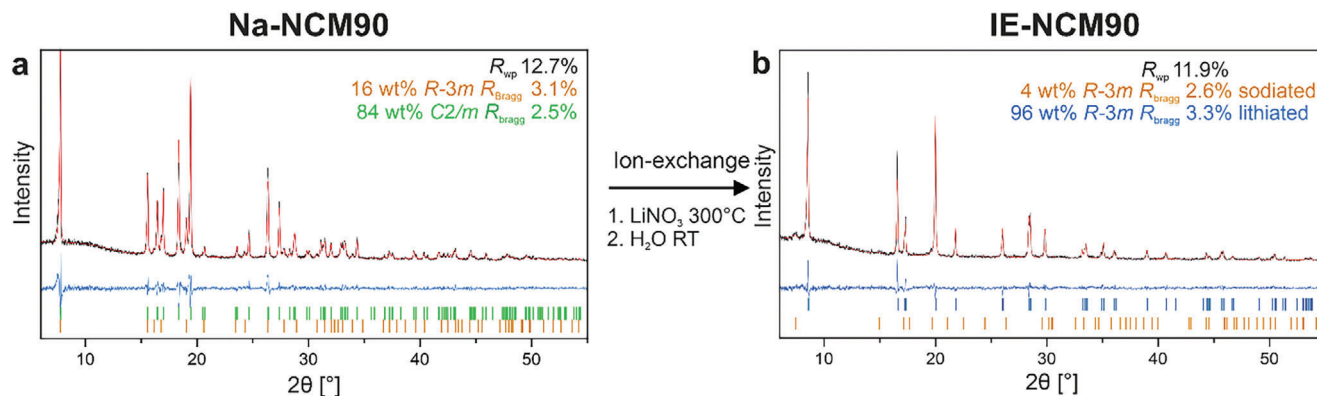 Na-NCM90
IE-NCM90
a
Rwp 12.7%
16 wt% R-3m RBragg 3.1%
84 wt% C2/m Rbragg 2.5%
Intensity
10 20 30 40 50
2θ [°]
Ion-exchange
1. LiNO₃ 300°C
2. H₂O RT
b
Rwp 11.9%
4 wt% R-3m Rbragg 2.6% sodiated
96 wt% R-3m Rbragg 3.3% lithiated
Intensity
10 20 30 40 50
2θ [°]